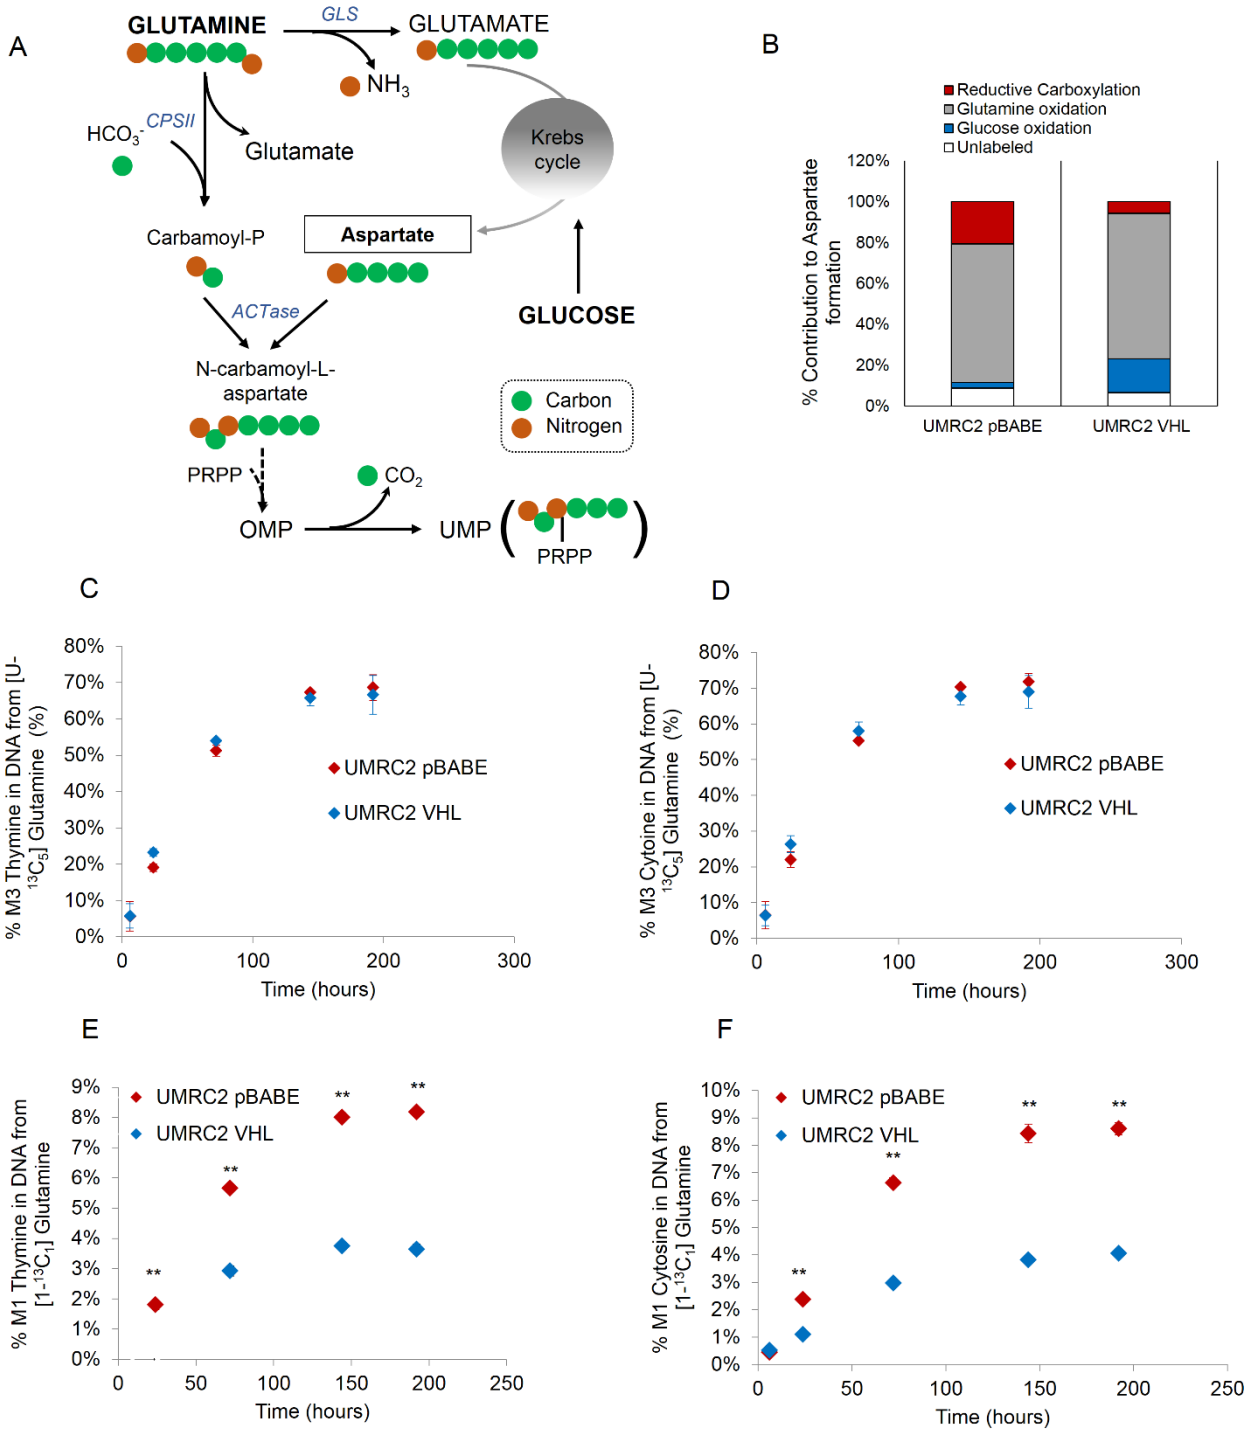 A
GLUTAMINE
GLS
GLUTAMATE
NH3
HCO3-
CPSII
Glutamate
Krebs
cycle
Carbamoyl-P
Aspartate
ACTase
GLUCOSE
N-carbamoyl-L-
aspartate
Carbon
Nitrogen
PRPP
CO2
OMP
UMP
(
)
PRPP
B
Reductive Carboxylation
Glutamine oxidation
Glucose oxidation
Unlabeled
% Contribution to Aspartate
formation
120%
100%
80%
60%
40%
20%
0%
UMRC2 pBABE
UMRC2 VHL
C
% M3 Thymine in DNA from [U-
13C5] Glutamine (%)
80%
70%
60%
50%
40%
30%
20%
10%
0%
UMRC2 pBABE
UMRC2 VHL
0
100
200
300
Time (hours)
D
% M3 Cytoine in DNA from [U-
13C5] Glutamine (%)
80%
70%
60%
50%
40%
30%
20%
10%
0%
UMRC2 pBABE
UMRC2 VHL
0
100
200
300
Time (hours)
E
% M1 Thymine in DNA from
[1-13C1] Glutamine
9%
8%
7%
6%
5%
4%
3%
2%
1%
0%
UMRC2 pBABE
UMRC2 VHL
**
**
**
**
0
50
100
150
200
250
Time (hours)
F
% M1 Cytosine in DNA from
[1-13C1] Glutamine
10%
9%
8%
7%
6%
5%
4%
3%
2%
1%
0%
UMRC2 pBABE
UMRC2 VHL
**
**
**
**
0
50
100
150
200
250
Time (hours)